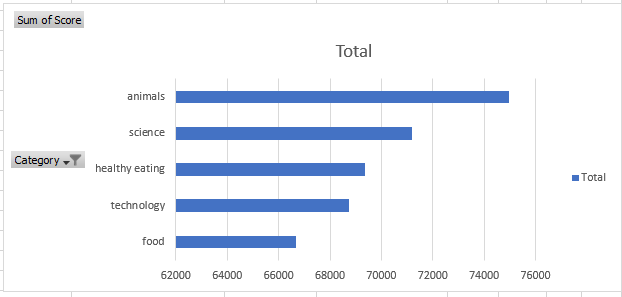 Sum of Score
Total
animals
science
Category
healthy eating
Total
technology
food
62000 64000 66000 68000 70000 72000 74000 76000